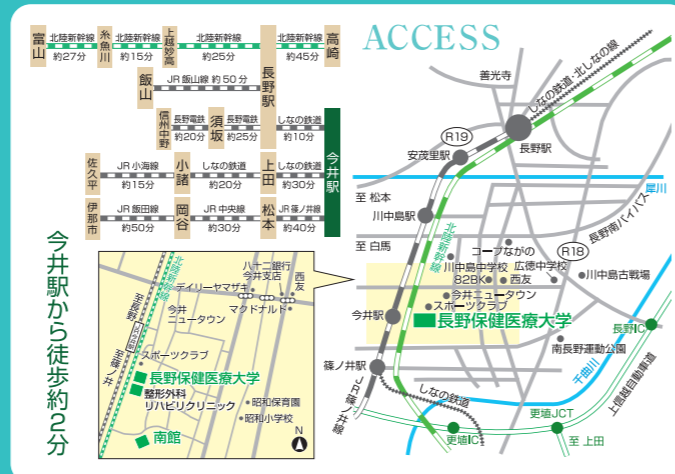 ACCESS
富山
北陸新幹線
約27分
糸魚川
北陸新幹線
約15分
上越妙高
北陸新幹線
約25分
長野駅
北陸新幹線
約45分
高崎
飯山
JR 飯山線 約 50 分
信州中野
長野電鉄
約20分
須坂
長野電鉄
約25分
しなの鉄道
約10分
今井駅
佐久平
JR 小海線
約15分
小諸
しなの鉄道
約20分
上田
しなの鉄道
約30分
伊那市
JR 飯田線
約50分
岡谷
JR 中央線
約30分
松本
JR 篠ノ井線
約40分
今井駅から徒歩約2分
北陸新幹線
至長野
JR今井駅
至篠ノ井
デイリーヤマザキ
八十二銀行
今井支店
西友
マクドナルド
今井
ニュータウン
スポーツクラブ
長野保健医療大学
整形外科
リハビリクリニック
昭和保育園
昭和小学校
南館
N
善光寺
しなの鉄道・北しなの線
R19
長野駅
安茂里駅
犀川
至 松本
川中島駅
長野南バイパス
至 白馬
北陸新幹線
コープながの
R18
川中島中学校
広徳中学校
82BK
西友
川中島古戦場
今井ニュータウン
スポーツクラブ
今井駅
長野保健医療大学
長野IC
南長野運動公園
篠ノ井駅
千曲川
上信越自動車道
しなの鉄道
JR篠ノ井線
更埴JCT
更埴IC
至 上田